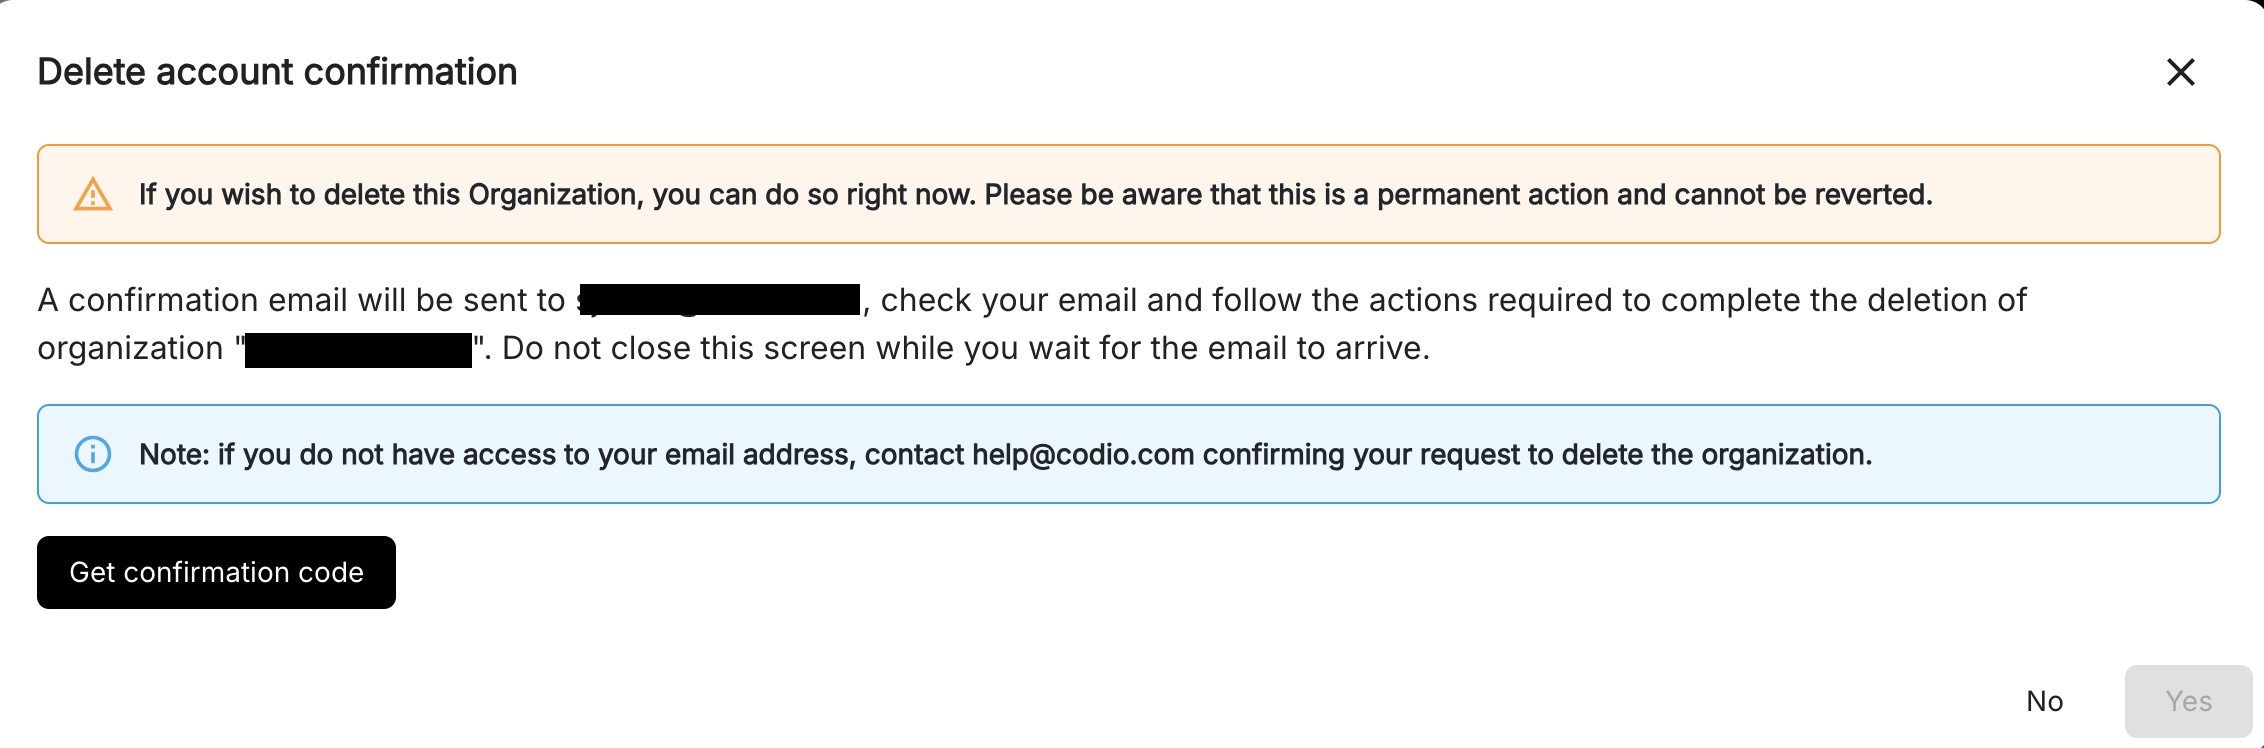 Delete account confirmation
If you wish to delete this Organization, you can do so right now. Please be aware that this is a permanent action and cannot be reverted.
A confirmation email will be sent to , check your email and follow the actions required to complete the deletion of
organization "". Do not close this screen while you wait for the email to arrive.
Note: if you do not have access to your email address, contact help@codio.com confirming your request to delete the organization.
Get confirmation code
No
Yes